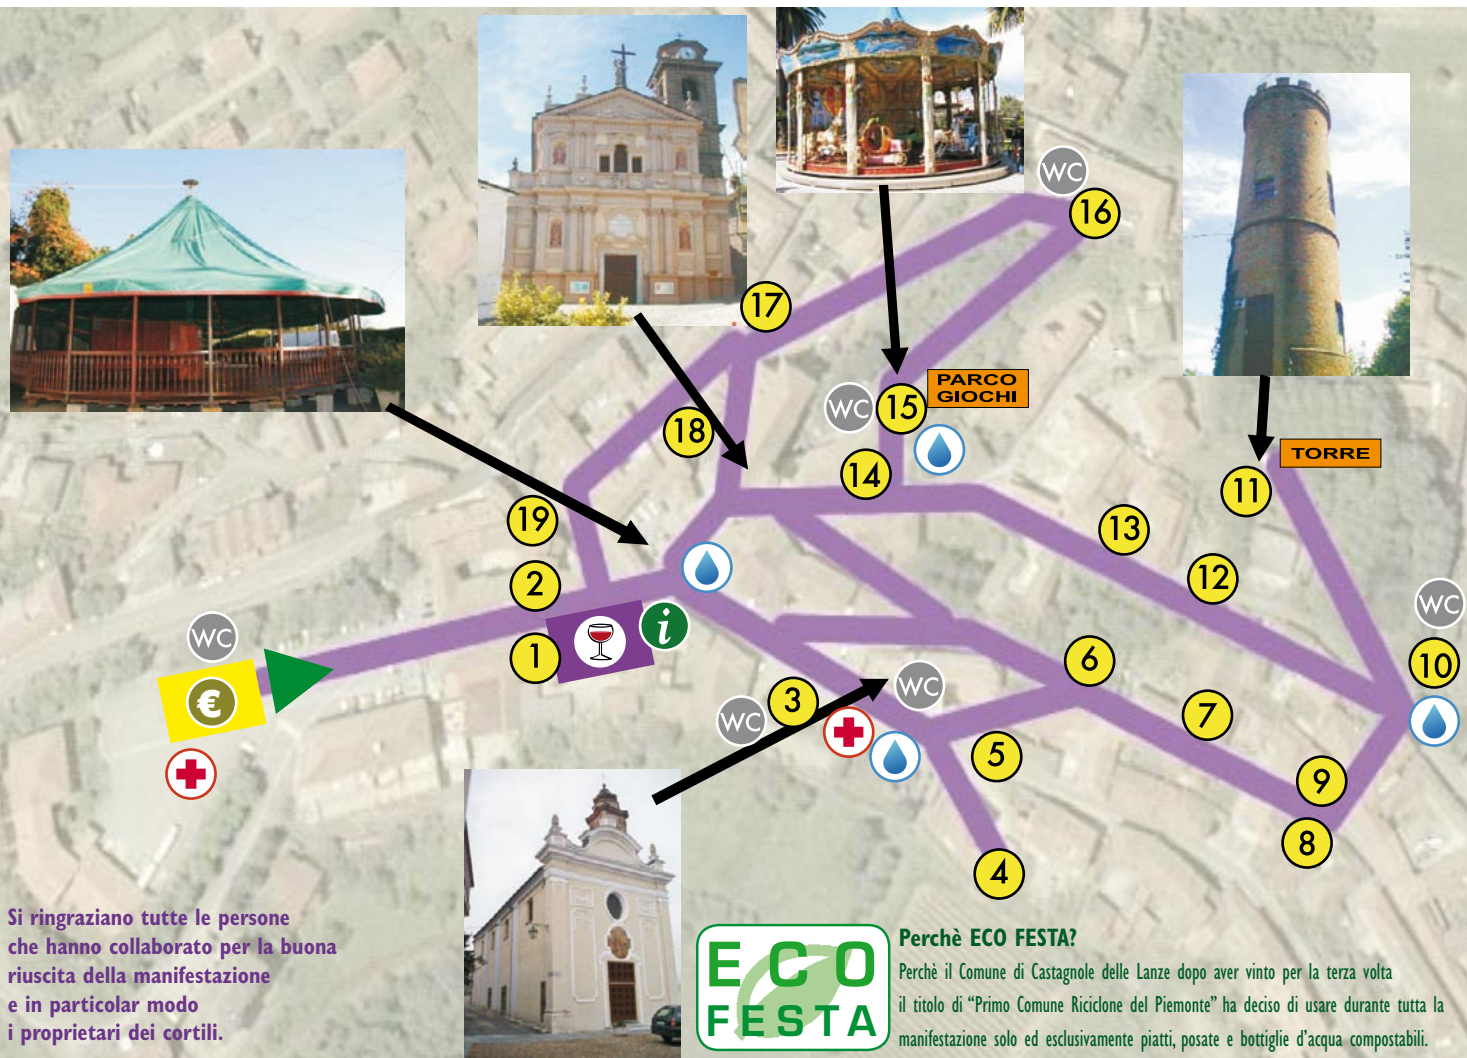 WC
16
17
PARCO
GIOCHI
WC
15
18
TORRE
14
11
19
13
2
12
WC
i
WC
1
6
10
€
WC
3
WC
7
5
9
8
4
Si ringraziano tutte le persone
che hanno collaborato per la buona
riuscita della manifestazione
e in particolar modo
i proprietari dei cortili.
ECO
FESTA
Perchè ECO FESTA?
Perchè il Comune di Castagnole delle Lanze dopo aver vinto per la terza volta
il titolo di “Primo Comune Riciclone del Piemonte” ha deciso di usare durante tutta la
manifestazione solo ed esclusivamente piatti, posate e bottiglie d’acqua compostabili.